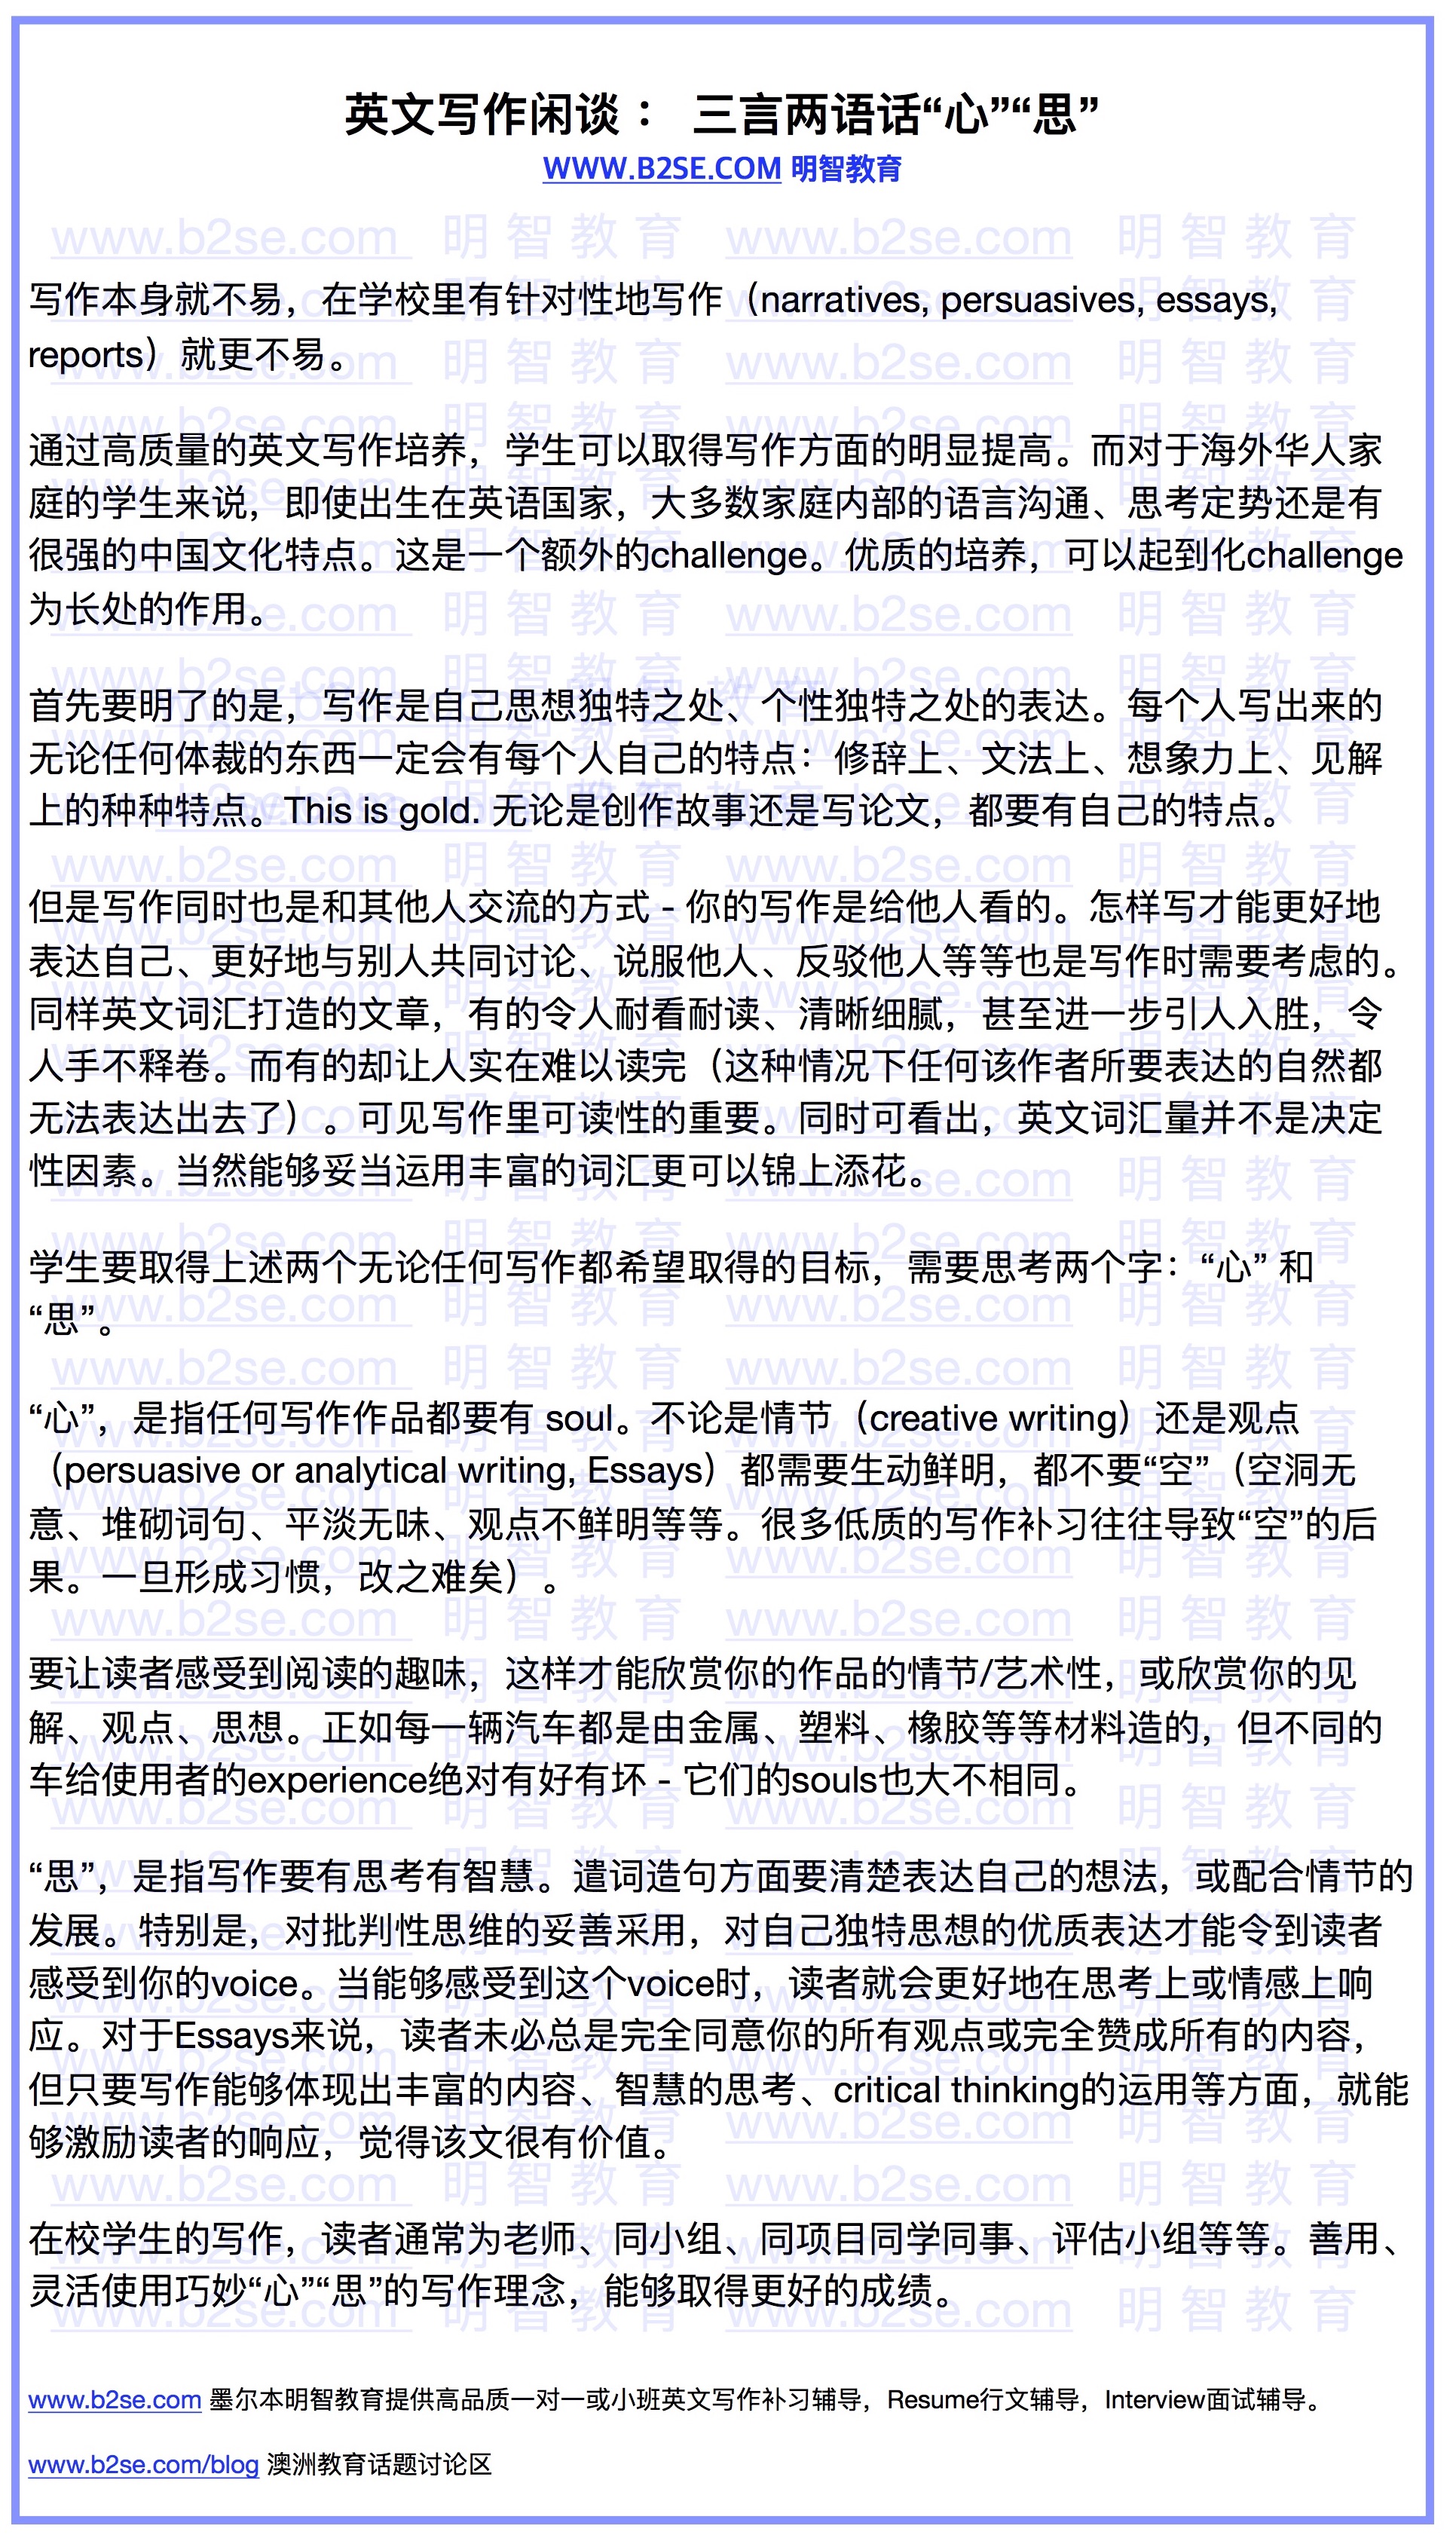 英文写作闲谈： 三言两语话“心”“思”
WWW.B2SE.COM 明智教育
写作本身就不易，在学校里有针对性地写作（narratives, persuasives, essays,
reports）就更不易。
通过高质量的英文写作培养，学生可以取得写作方面的明显提高。而对于海外华人家
庭的学生来说，即使出生在英语国家，大多数家庭内部的语言沟通、思考定势还是有
很强的中国文化特点。这是一个额外的challenge。优质的培养，可以起到化challenge
为长处的作用。
首先要明了的是，写作是自己思想独特之处、个性独特之处的表达。每个人写出来的
无论任何体裁的东西一定会有每个人自己的特点：修辞上、文法上、想象力上、见解
上的种种特点。This is gold. 无论是创作故事还是写论文，都要有自己的特点。
但是写作同时也是和其他人交流的方式 - 你的写作是给他人看的。怎样写才能更好地
表达自己、更好地与别人共同讨论、说服他人、反驳他人等等也是写作时需要考虑的。
同样英文词汇打造的文章，有的令人耐看耐读、清晰细腻，甚至进一步引人入胜，令
人手不释卷。而有的却让人实在难以读完（这种情况下任何该作者所要表达的自然都
无法表达出去了）。可见写作里可读性的重要。同时可看出，英文词汇量并不是决定
性因素。当然能够妥当运用丰富的词汇更可以锦上添花。
学生要取得上述两个无论任何写作都希望取得的目标，需要思考两个字：“心” 和
“思”。
“心”，是指任何写作作品都要有 soul。不论是情节（creative writing）还是观点
（persuasive or analytical writing, Essays）都需要生动鲜明，都不要“空”（空洞无
意、堆砌词句、平淡无味、观点不鲜明等等。很多低质的写作补习往往导致“空”的后
果。一旦形成习惯，改之难矣）。
要让读者感受到阅读的趣味，这样才能欣赏你的作品的情节/艺术性，或欣赏你的见
解、观点、思想。正如每一辆汽车都是由金属、塑料、橡胶等等材料造的，但不同的
车给使用者的experience绝对有好有坏 - 它们的souls也大不相同。
“思”，是指写作要有思考有智慧。遣词造句方面要清楚表达自己的想法，或配合情节的
发展。特别是，对批判性思维的妥善采用，对自己独特思想的优质表达才能令到读者
感受到你的voice。当能够感受到这个voice时，读者就会更好地在思考上或情感上响
应。对于Essays来说，读者未必总是完全同意你的所有观点或完全赞成所有的内容，
但只要写作能够体现出丰富的内容、智慧的思考、critical thinking的运用等方面，就能
够激励读者的响应，觉得该文很有价值。
在校学生的写作，读者通常为老师、同小组、同项目同学同事、评估小组等等。善用、
灵活使用巧妙“心”“思”的写作理念，能够取得更好的成绩。
www.b2se.com 墨尔本明智教育提供高品质一对一或小班英文写作补习辅导，Resume行文辅导，Interview面试辅导。
www.b2se.com/blog 澳洲教育话题讨论区